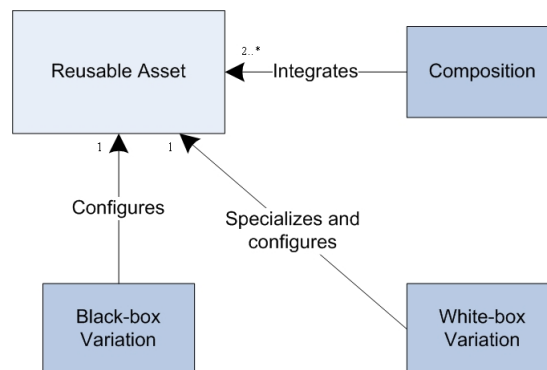 2..*
Reusable Asset
Integrates
Composition
1
1
Configures
Specializes and
configures
Black-box
Variation
White-box
Variation